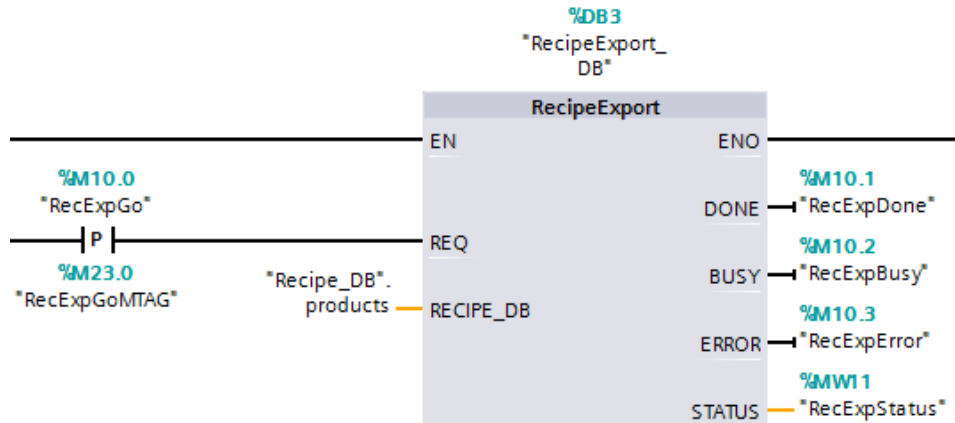 %DB3
"RecipeExport_
DB"
RecipeExport
EN
ENO
%M10.0
"RecExpGo"
P
%M23.0
"RecExpGoMTAG"
REQ
"Recipe_DB".
products
RECIPE_DB
DONE
%M10.1
"RecExpDone"
BUSY
%M10.2
"RecExpBusy"
ERROR
%M10.3
"RecExpError"
STATUS
%MW11
"RecExpStatus"